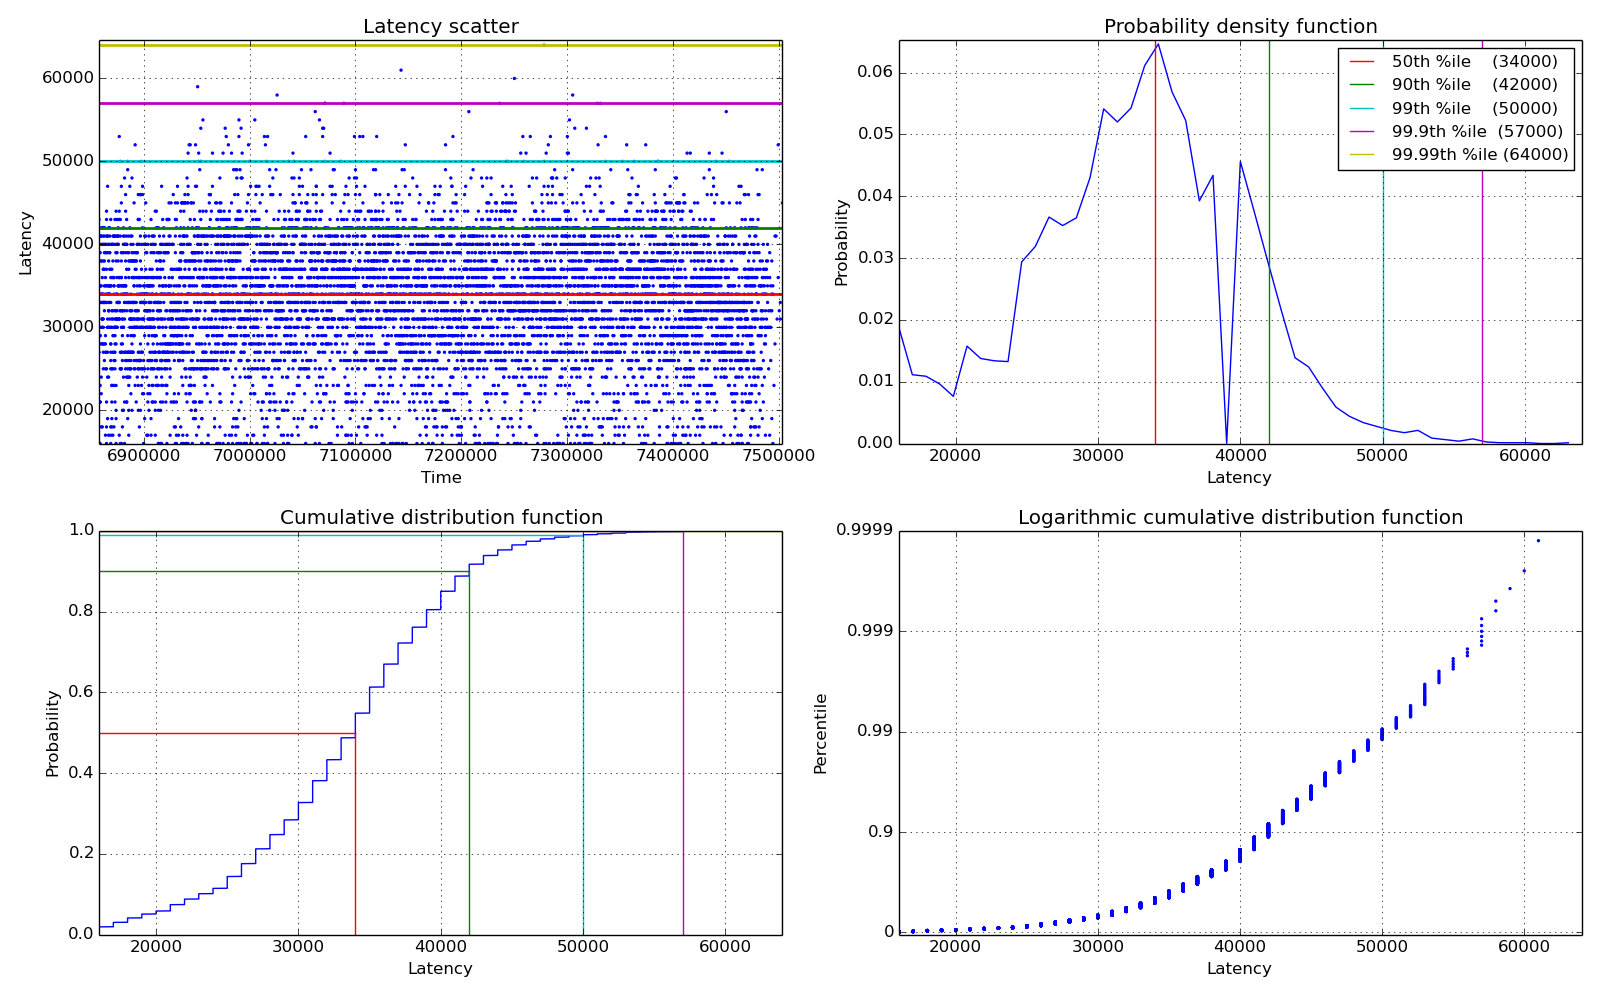 Latency scatter
60000
50000
40000
30000
20000
Latency
6900000 7000000 7100000 7200000 7300000 7400000 7500000
Time
Probability density function
0.06
0.05
0.04
0.03
0.02
0.01
0.00
Probability
50th %ile (34000)
90th %ile (42000)
99th %ile (50000)
99.9th %ile (57000)
99.99th %ile (64000)
20000 30000 40000 50000 60000
Latency
Cumulative distribution function
1.0
0.8
0.6
0.4
0.2
0.0
Probability
20000 30000 40000 50000 60000
Latency
Logarithmic cumulative distribution function
0.9999
0.999
0.99
0.9
0
Percentile
20000 30000 40000 50000 60000
Latency